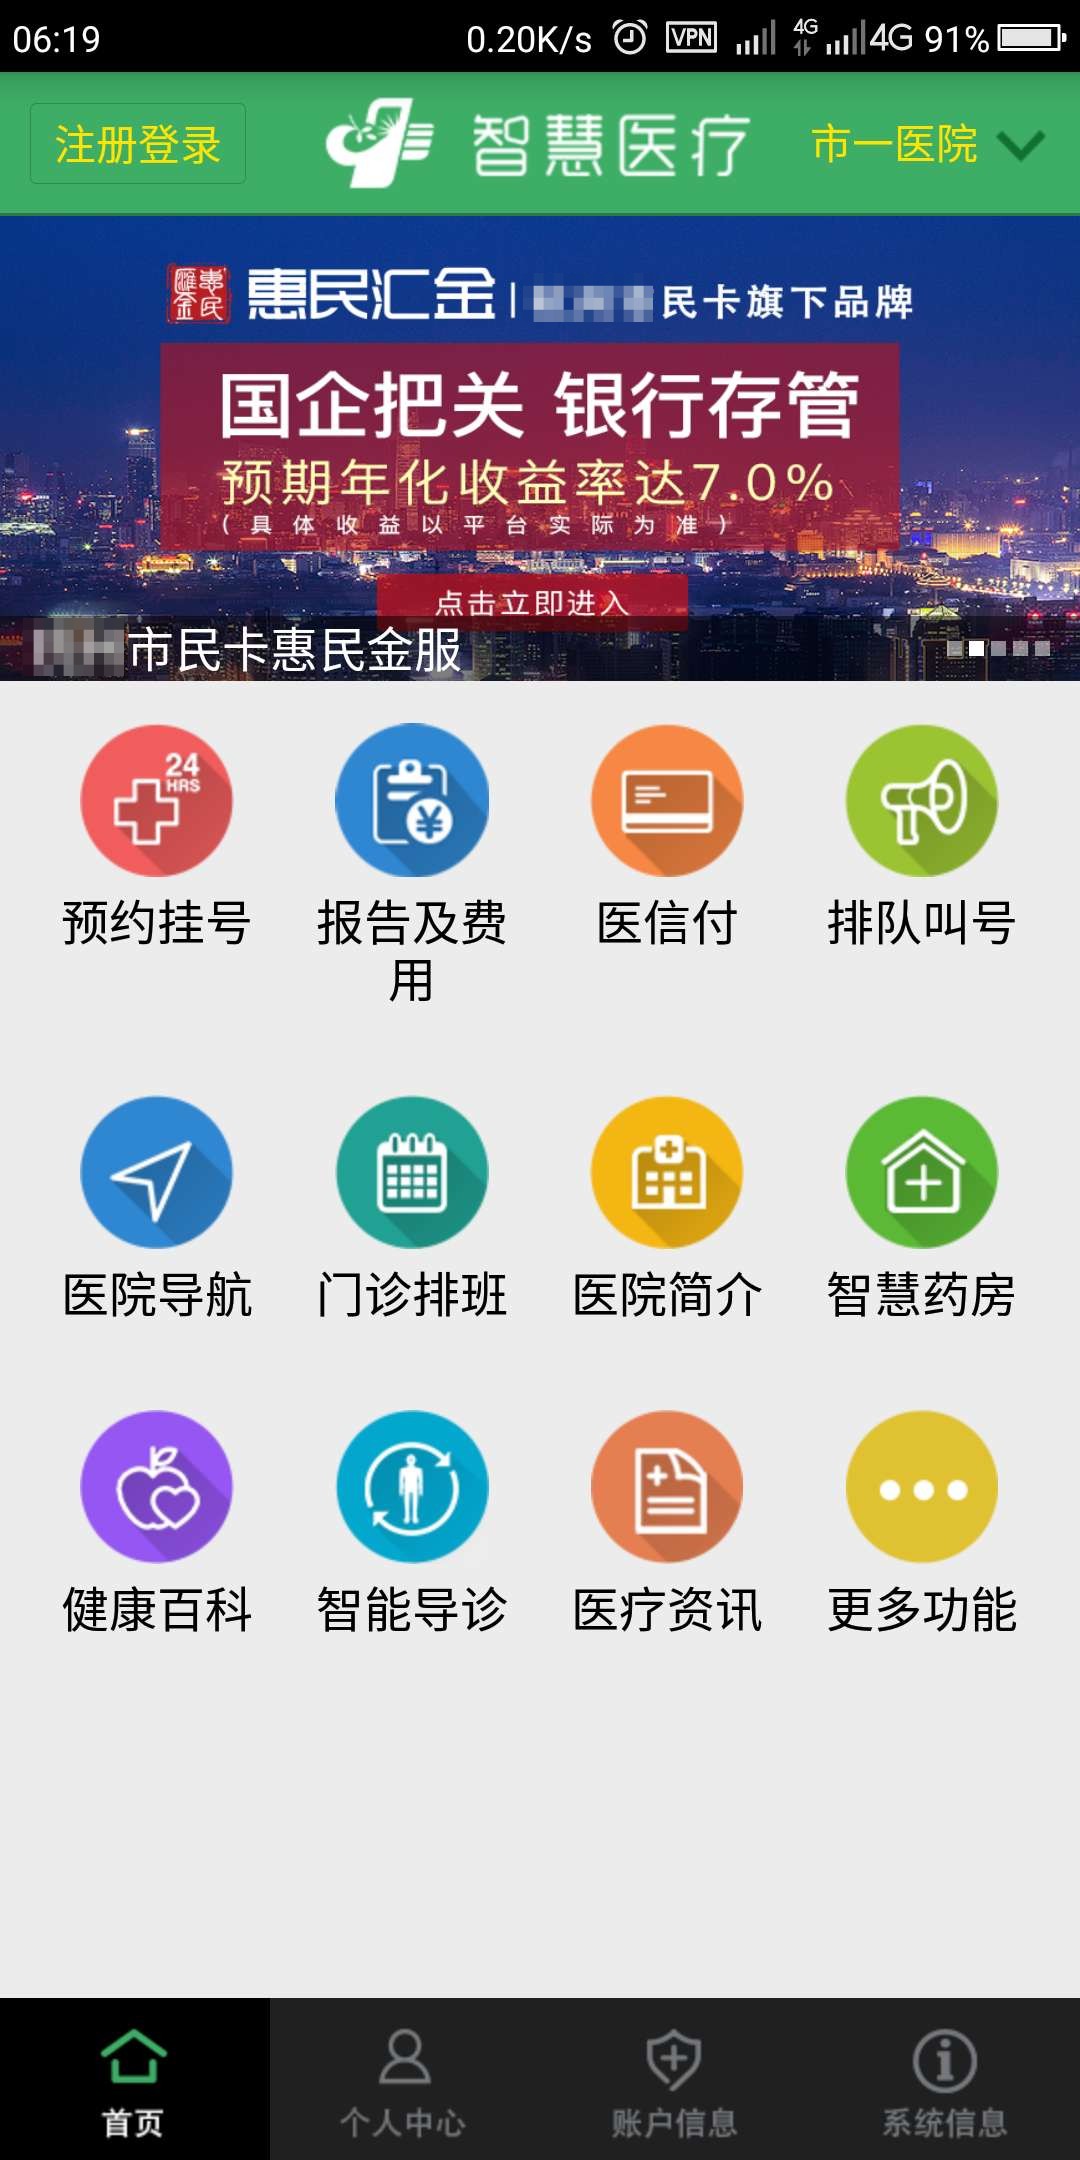 06:19 0.20K/s VPN 4G 4G 91%
注册登录 智慧医疗 市一医院
惠民汇金 惠民汇金 | 民卡旗下品牌
国企把关 银行存管
预期年化收益率达7.0%
(具体收益以平台实际为准)
点击立即进入
市民卡惠民金服
24
HRS
¥
预约挂号 报告及费用 医信付 排队叫号
医院导航 门诊排班 医院简介 智慧药房
健康百科 智能导诊 医疗资讯 更多功能
首页 个人中心 账户信息 系统信息